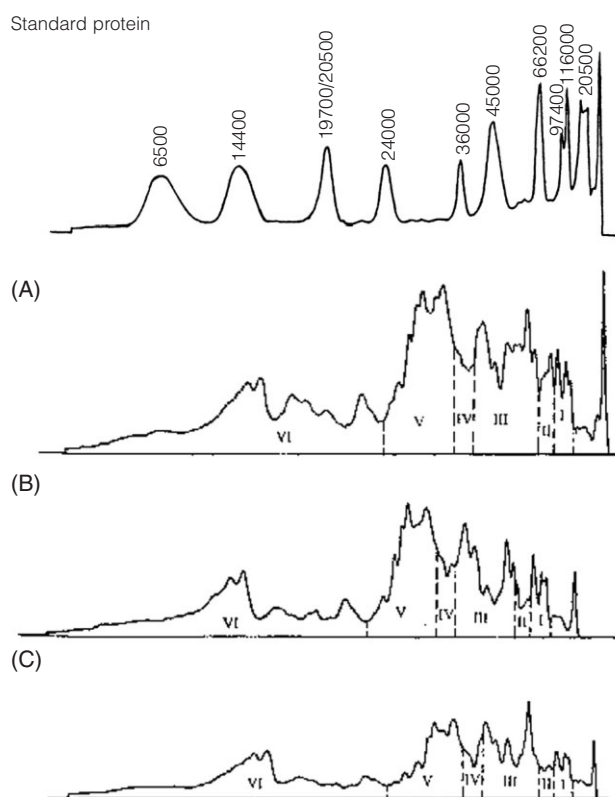 Standard protein
6500
14400
19700/20500
24000
36000
45000
66200
97400
116000
20500
(A)
VI
V
IV
III
II
I
(B)
VI
V
IV
III
II
I
(C)
VI
V
IV
III
II
I